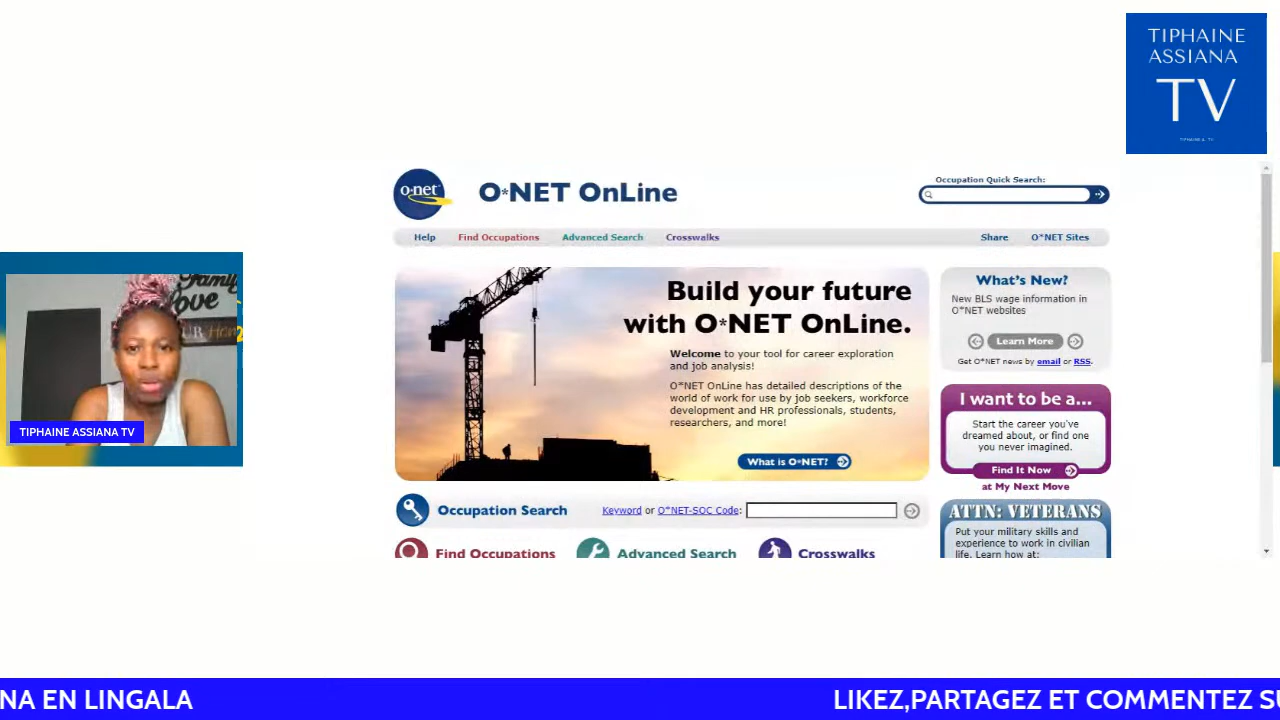 TIPHAINE
ASSIANA
TV
TIPHAINE A. TV
o·net
O*NET OnLine
Occupation Quick Search:
Help
Find Occupations
Advanced Search
Crosswalks
Share
O*NET Sites
Build your future
with O*NET OnLine.
Welcome to your tool for career exploration
and job analysis!
O*NET OnLine has detailed descriptions of the
world of work for use by job seekers, workforce
development and HR professionals, students,
researchers, and more!
What is O*NET?
What's New?
New BLS wage information in
O*NET websites
Learn More
Get O*NET news by email or RSS.
I want to be a...
Start the career you've
dreamed about, or find one
you never imagined.
Find It Now
at My Next Move
ATTN: VETERANS
Put your military skills and
experience to work in civilian
life. Learn how at:
Occupation Search
Keyword or O*NET-SOC Code:
Find Occupations
Advanced Search
Crosswalks
Family
love
UR Home
TIPHAINE ASSIANA TV
NA EN LINGALA
LIKEZ,PARTAGEZ ET COMMENTEZ SU